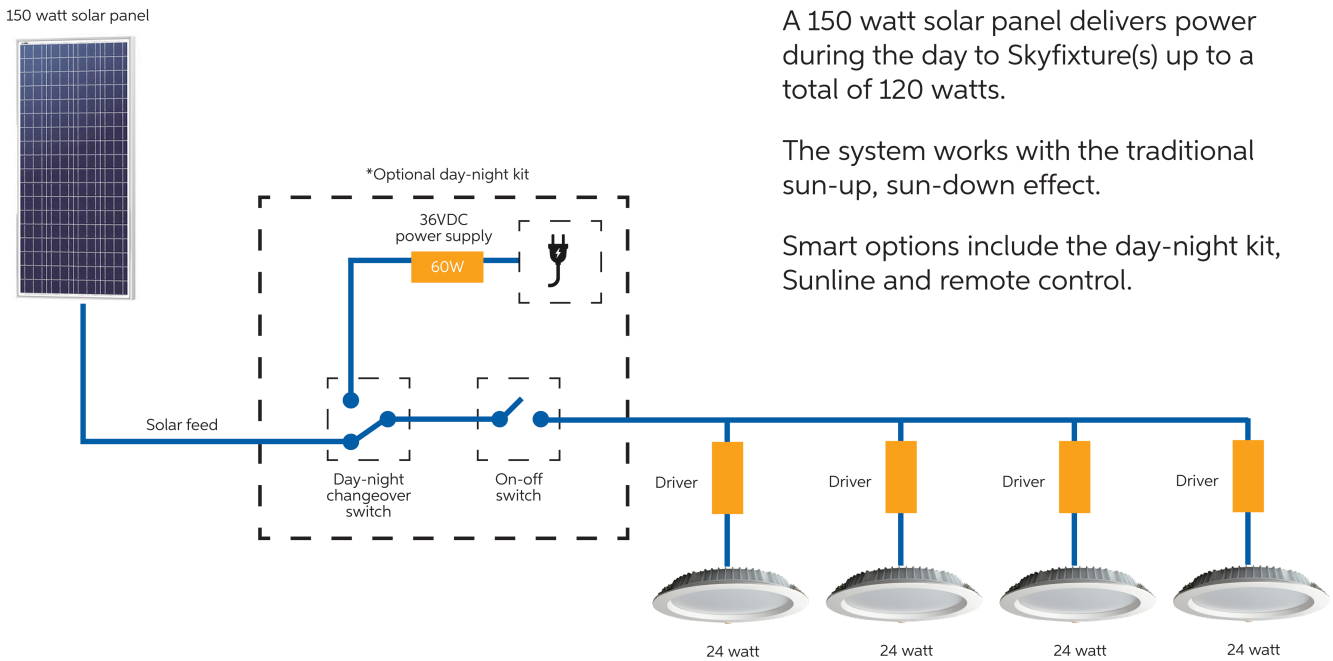 150 watt solar panel
A 150 watt solar panel delivers power
during the day to Skyfixture(s) up to a
total of 120 watts.
The system works with the traditional
sun-up, sun-down effect.
Smart options include the day-night kit,
Sunline and remote control.
*Optional day-night kit
36VDC
power supply
60W
Solar feed
Day-night
changeover
switch
On-off
switch
Driver
Driver
Driver
Driver
24 watt
24 watt
24 watt
24 watt